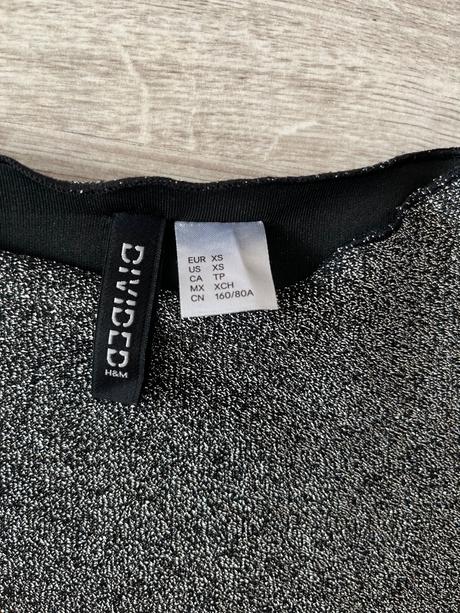 DIVIDED
H&M
EUR XS
US XS
CA TP
MX XCH
CN 160/80A